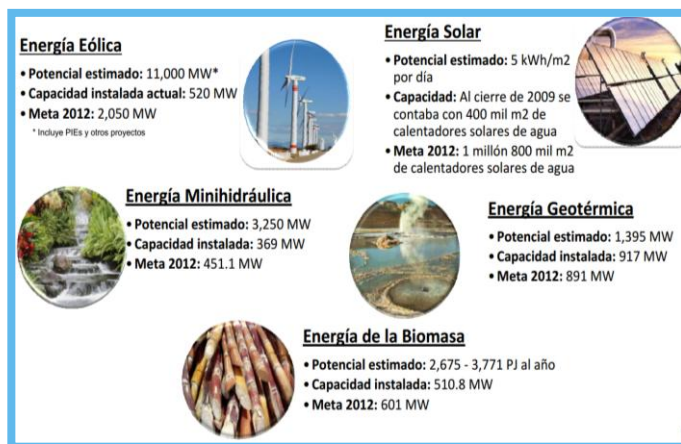 Energía Eólica
• Potencial estimado: 11,000 MW*
• Capacidad instalada actual: 520 MW
• Meta 2012: 2,050 MW
* Incluye PIEs y otros proyectos
Energía Solar
• Potencial estimado: 5 kWh/m2
por día
• Capacidad: Al cierre de 2009 se
contaba con 400 mil m2 de
calentadores solares de agua
• Meta 2012: 1 millón 800 mil m2
de calentadores solares de agua
Energía Minihidráulica
• Potencial estimado: 3,250 MW
• Capacidad instalada: 369 MW
• Meta 2012: 451.1 MW
Energía Geotérmica
• Potencial estimado: 1,395 MW
• Capacidad instalada: 917 MW
• Meta 2012: 891 MW
Energía de la Biomasa
• Potencial estimado: 2,675 - 3,771 PJ al año
• Capacidad instalada: 510.8 MW
• Meta 2012: 601 MW